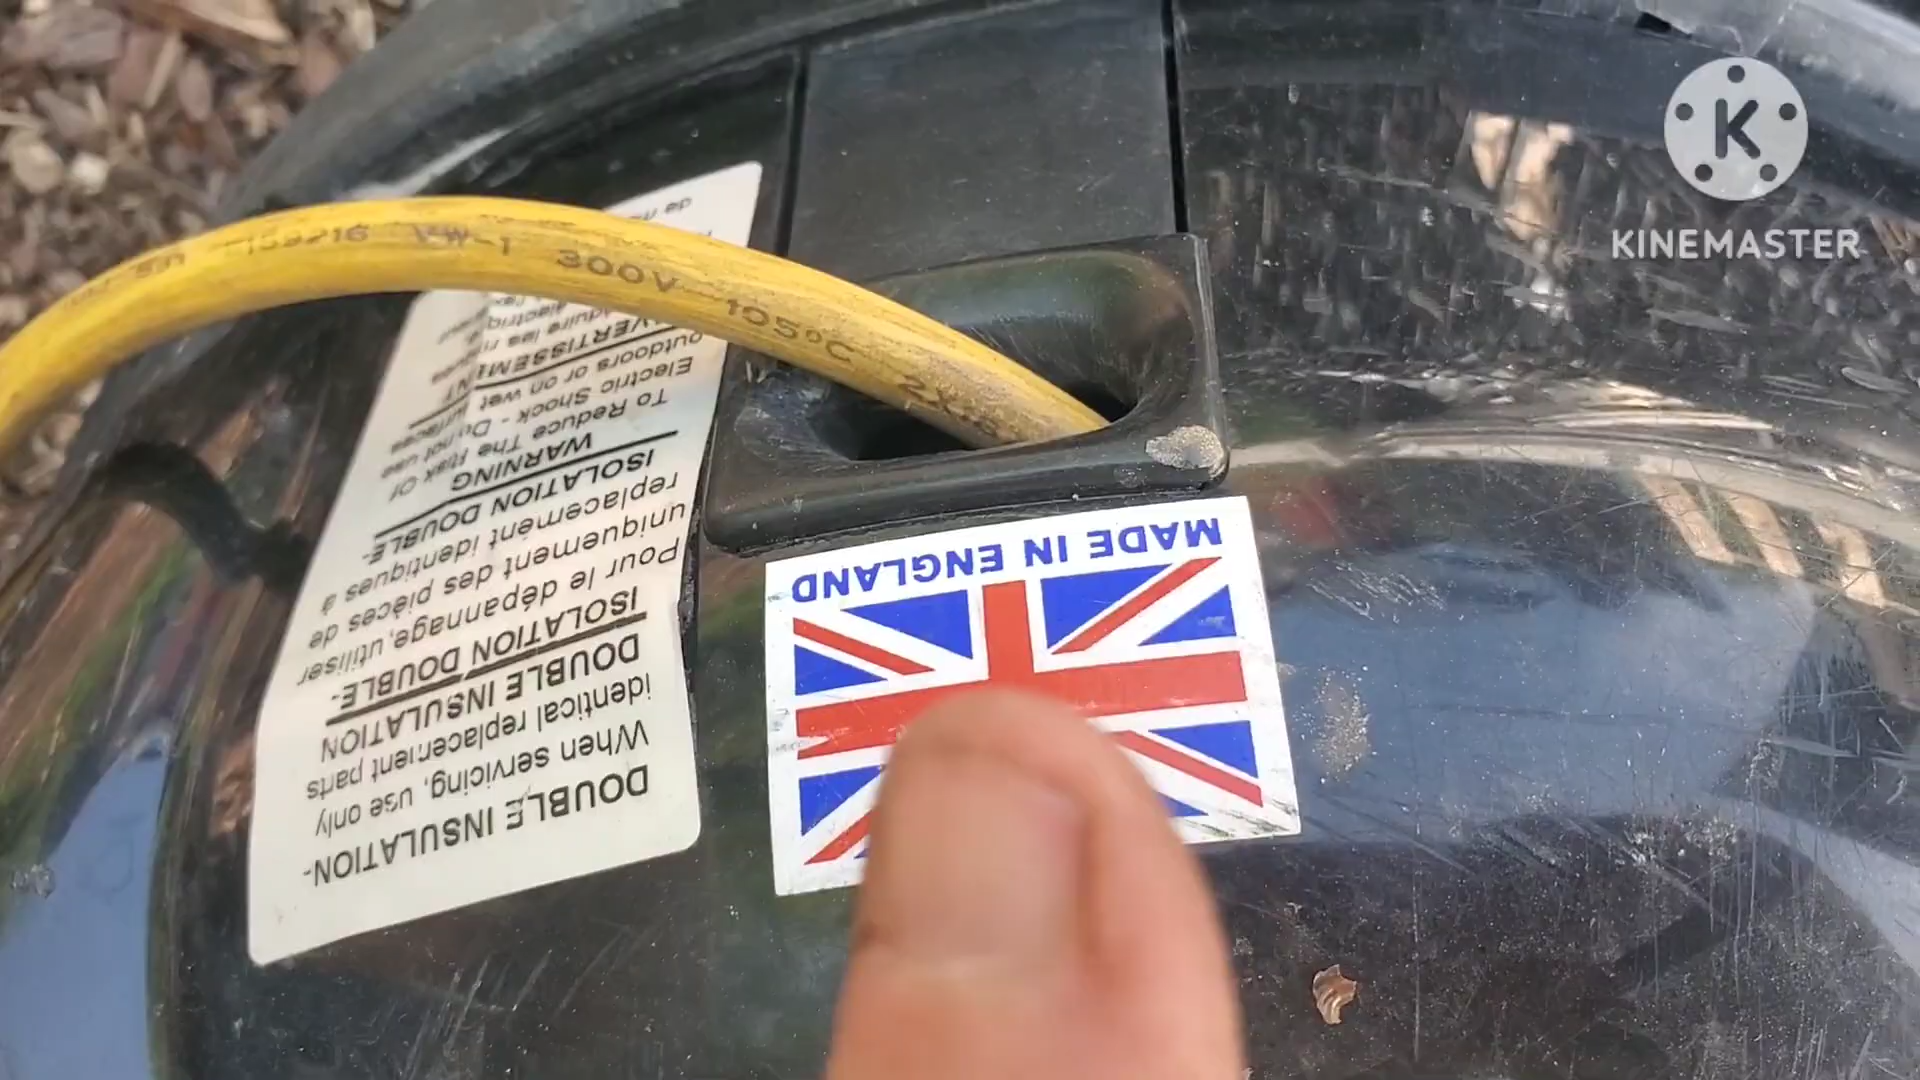 KINEMASTER
VW-1 300V 105°C
MADE IN ENGLAND
DOUBLE INSULATION-
When servicing, use only
identical replacement parts
DOUBLE INSULATION
ISOLATION DOUBLE-
Pour le dépannage, utiliser
uniquement des pièces de
replacement identiques à
ISOLATION DOUBLE-
WARNING
To Reduce The Risk Of
Electric Shock - Do not use
outdoors or on wet surfaces